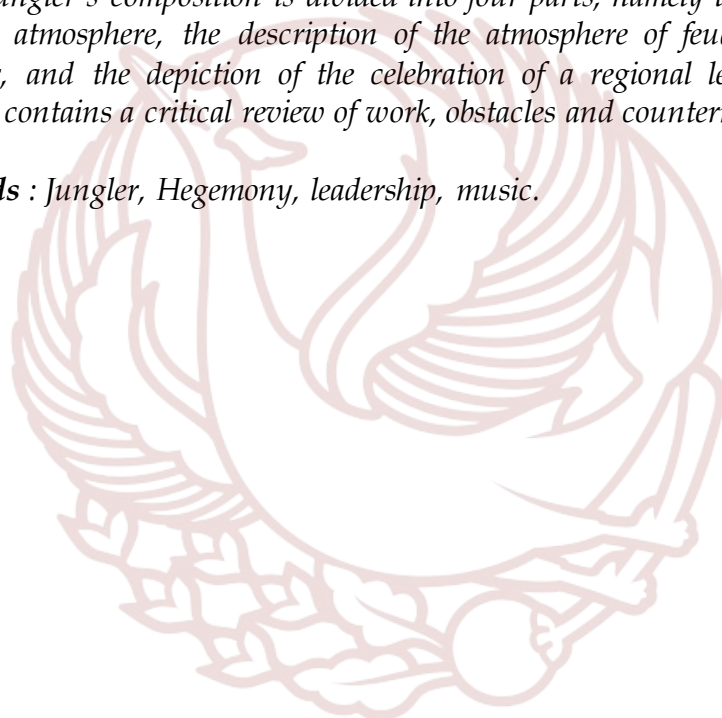 ungler's composition is divided into four parts, namely
atmosphere, the description of the atmosphere of feu
, and the depiction of the celebration of a regional le
contains a critical review of work, obstacles and counter
ds : Jungler, Hegemony, leadership, music.